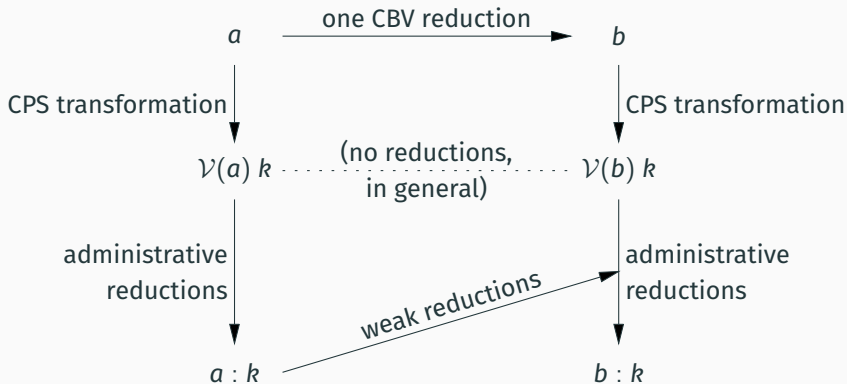 one CBV reduction
a
b
CPS transformation
CPS transformation
(no reductions,
𝒱(a) k
𝒱(b) k
in general)
administrative
reductions
administrative
reductions
weak reductions
a : k
b : k